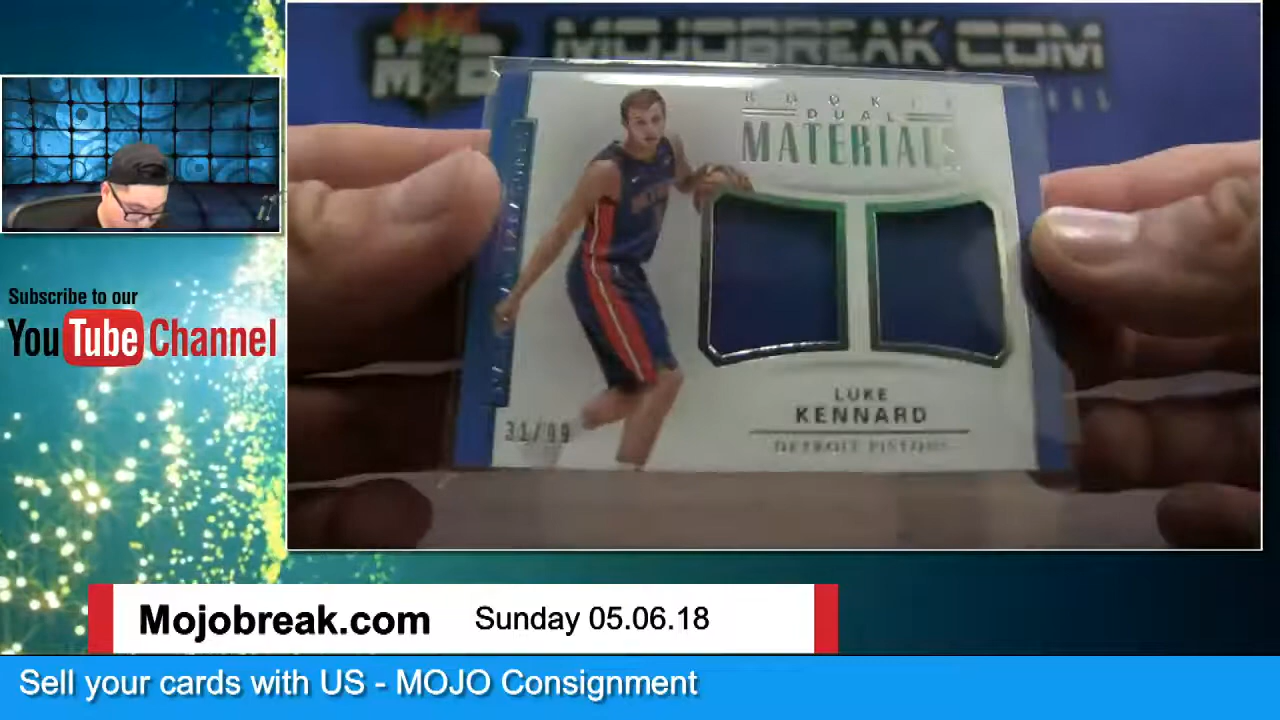 MB MOJOBREAK.COM
ROOKIE
DUAL
MATERIALS
Subscribe to our
YouTube Channel
31/99
LUKE
KENNARD
DETROIT PISTONS
Mojobreak.com Sunday 05.06.18
Sell your cards with US - MOJO Consignment